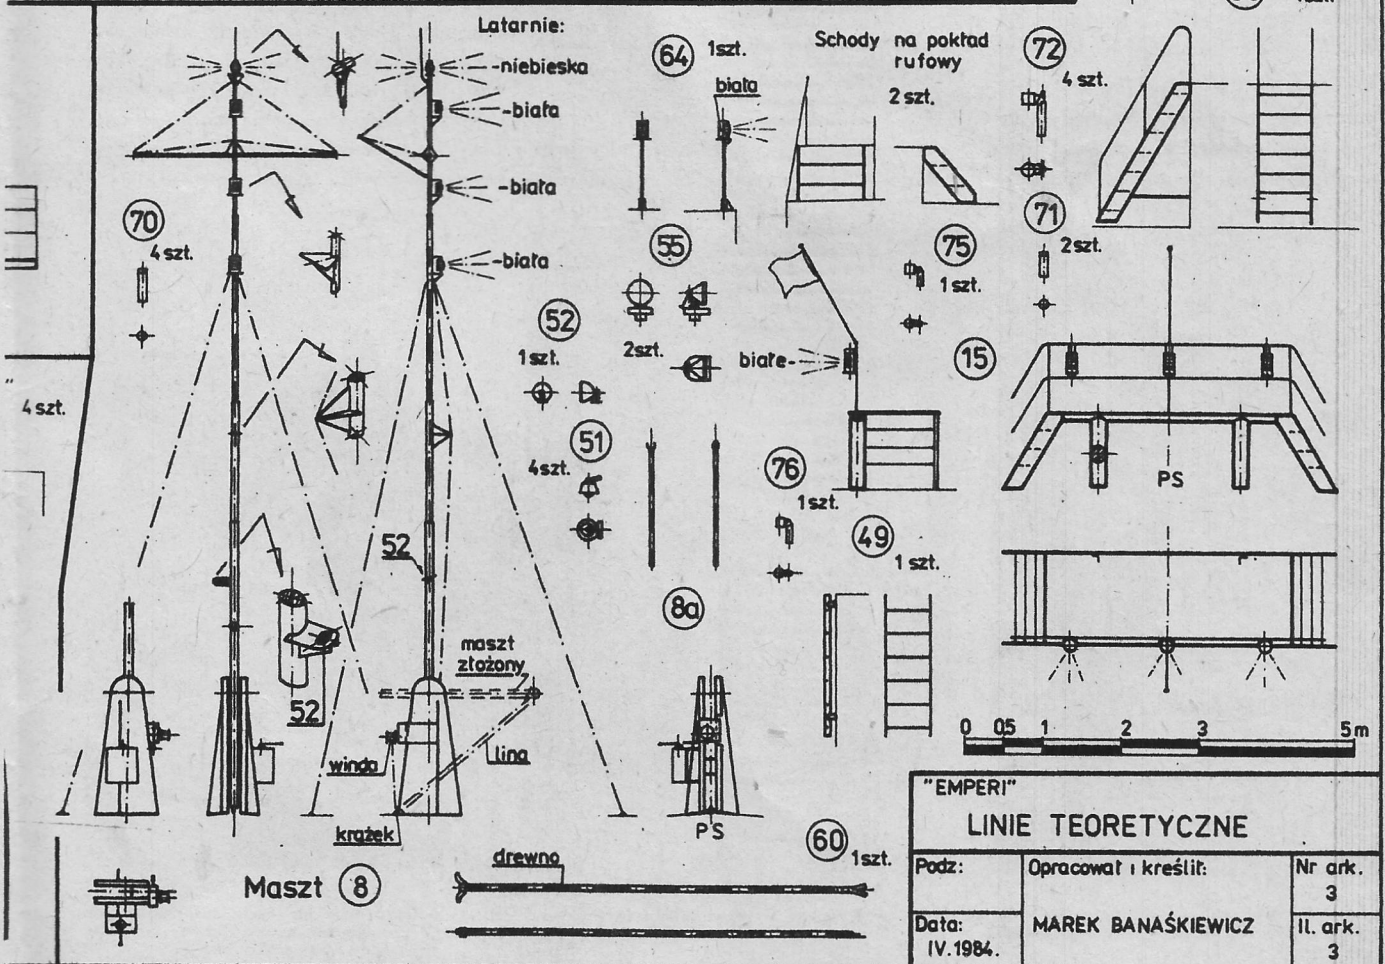 Latarnie:
-niebieska
-biała
-biała
-biała
64
1szt.
biała
Schody na pokład
rufowy
2 szt.
72
4 szt.
70
4 szt.
55
2szt.
75
1 szt.
71
2szt.
52
1szt.
białe-
15
PS
4 szt.
51
4szt.
76
1szt.
49
1 szt.
52
52
8a
maszt
złożony
winda
lina
krążek
PS
0 0,5 1 2 3 5m
60
1szt.
drewno
Maszt 8
"EMPERI"
LINIE TEORETYCZNE
Podz:
Opracował i kreślił:
MAREK BANAŚKIEWICZ
Nr ark.
3
Data:
IV.1984.
Il. ark.
3